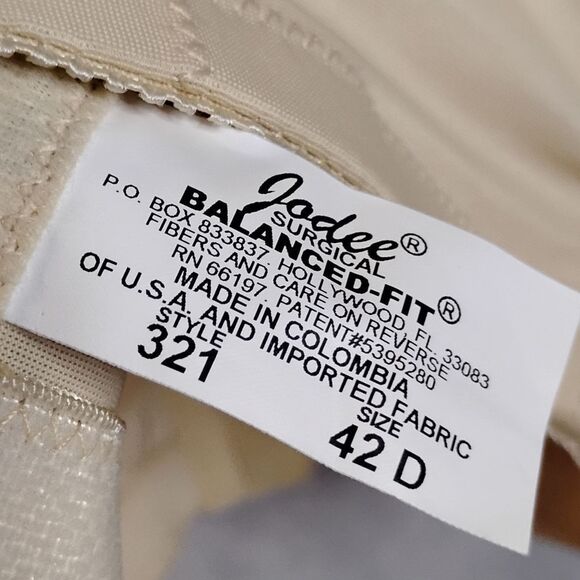 Jodee®
SURGICAL
BALANCED-FIT®
P.O. BOX 833837. HOLLYWOOD, FL. 33083
FIBERS AND CARE ON REVERSE
RN 66197. PATENT#5395280
MADE IN COLOMBIA
OF U.S.A. AND IMPORTED FABRIC
STYLE SIZE
321 42 D